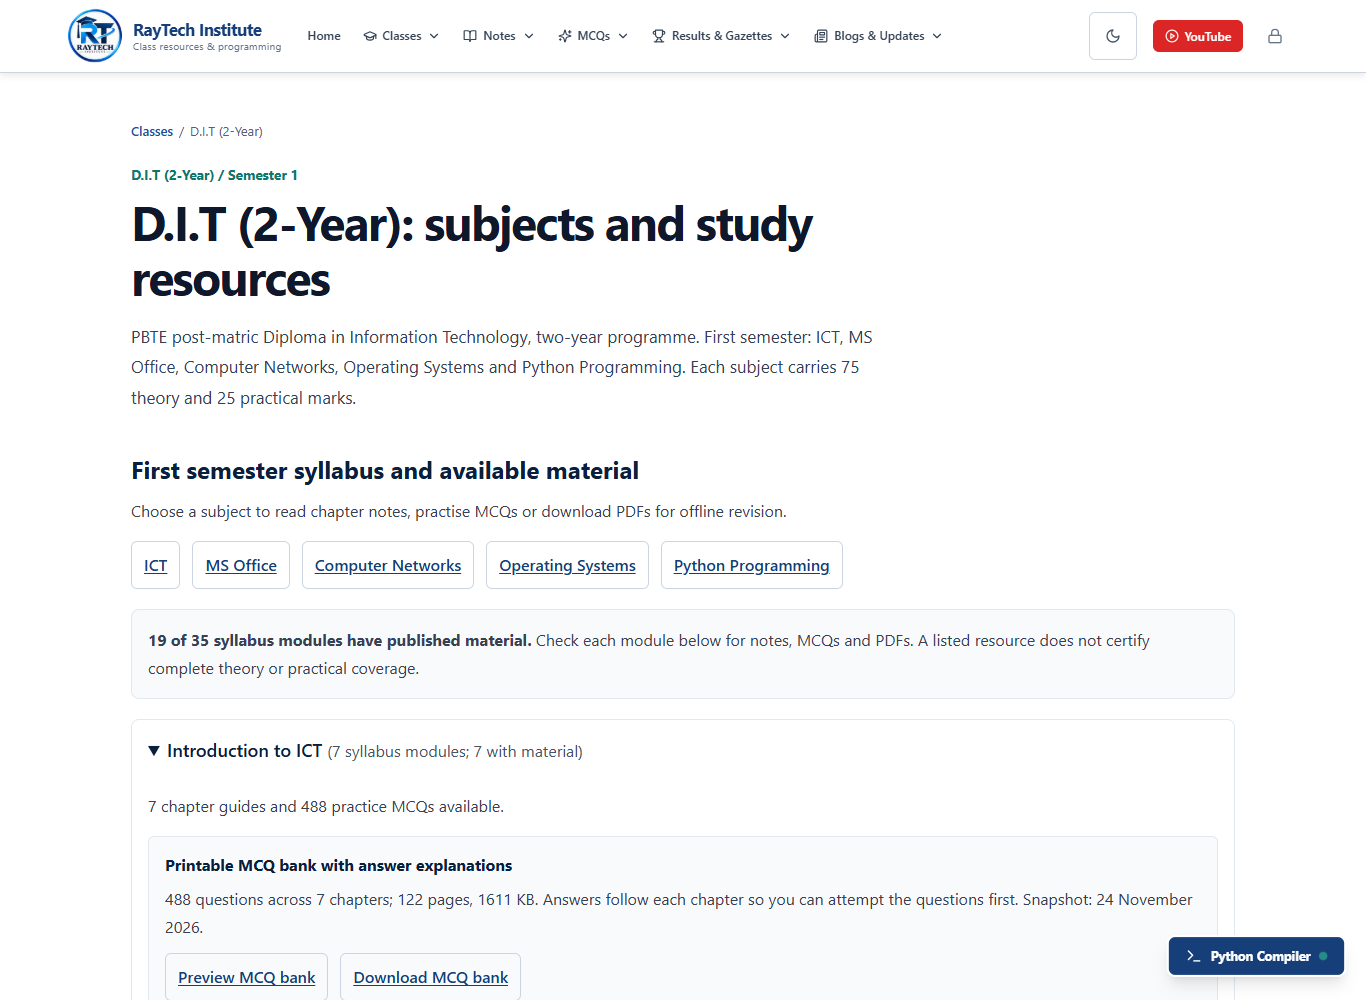 RayTech Institute
Class resources & programming
Home
Classes
Notes
MCQs
Results & Gazettes
Blogs & Updates
YouTube
RT
RAYTECH
Classes / D.I.T (2-Year)
D.I.T (2-Year) / Semester 1
D.I.T (2-Year): subjects and study
resources
PBTE post-matric Diploma in Information Technology, two-year programme. First semester: ICT, MS
Office, Computer Networks, Operating Systems and Python Programming. Each subject carries 75
theory and 25 practical marks.
First semester syllabus and available material
Choose a subject to read chapter notes, practise MCQs or download PDFs for offline revision.
ICT
MS Office
Computer Networks
Operating Systems
Python Programming
19 of 35 syllabus modules have published material. Check each module below for notes, MCQs and PDFs. A listed resource does not certify
complete theory or practical coverage.
Introduction to ICT (7 syllabus modules; 7 with material)
7 chapter guides and 488 practice MCQs available.
Printable MCQ bank with answer explanations
488 questions across 7 chapters; 122 pages, 1611 KB. Answers follow each chapter so you can attempt the questions first. Snapshot: 24 November
2026.
Preview MCQ bank
Download MCQ bank
Python Compiler